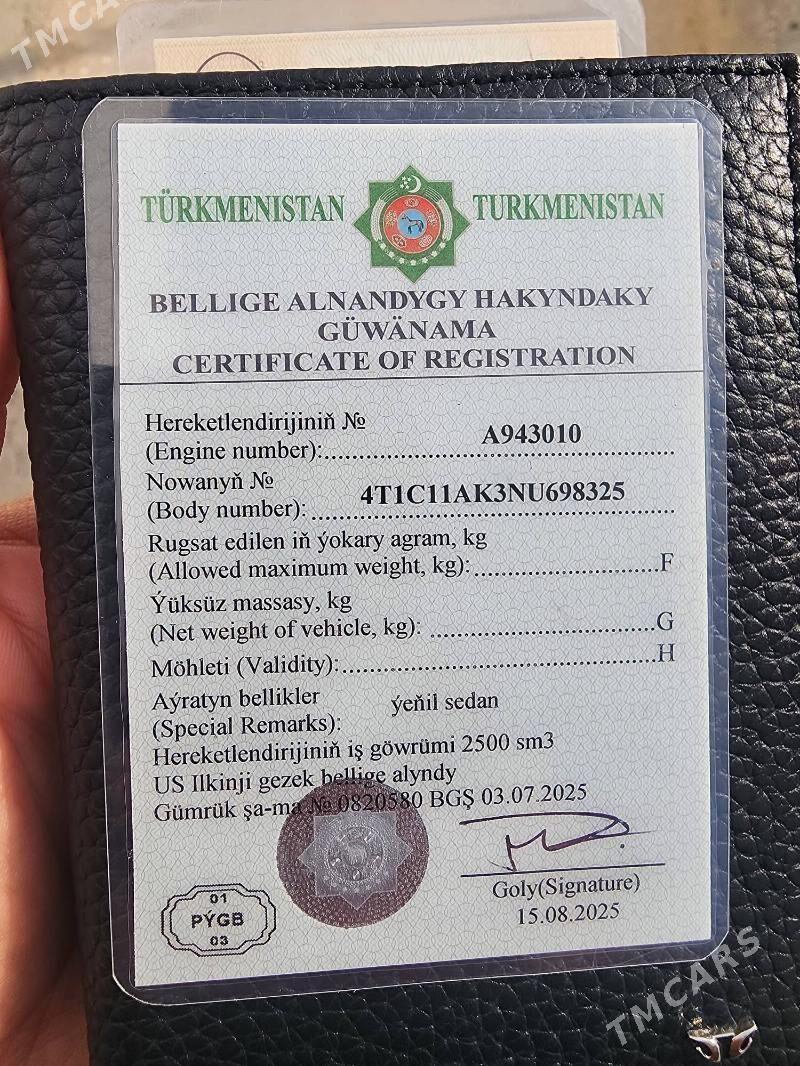 TMCARS
TÜRKMENISTAN TURKMENISTAN
BELLIGE ALNANDYGY HAKYNDAKY
GÜWÄNAMA
CERTIFICATE OF REGISTRATION
Hereketlendirijiniň №
(Engine number):.......A943010
Nowanyň №
(Body number): .......4T1C11AK3NU698325
Rugsat edilen iň ýokary agram, kg
(Allowed maximum weight, kg):.......F
Ýüksüz massasy, kg
(Net weight of vehicle, kg): .......G
Möhleti (Validity):.......H
Aýratyn bellikler
(Special Remarks): ýeňil sedan
Hereketlendirijiniň iş göwrümi 2500 sm3
US Ilkinji gezek bellige alyndy
Gümrük şa-ma № 0820580 BGŞ 03.07.2025
Goly(Signature)
15.08.2025
01
PÝGB
03
TMCARS